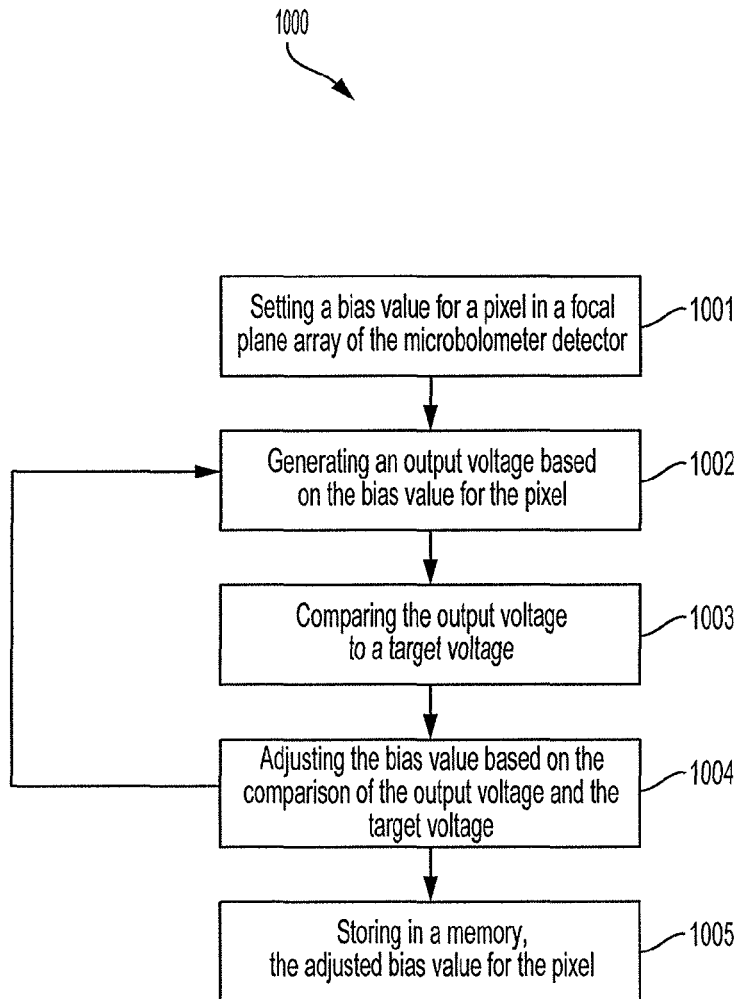 1000
Setting a bias value for a pixel in a focal
plane array of the microbolometer detector
1001
Generating an output voltage based
on the bias value for the pixel
1002
Comparing the output voltage
to a target voltage
1003
Adjusting the bias value based on the
comparison of the output voltage and the
target voltage
1004
Storing in a memory,
the adjusted bias value for the pixel
1005